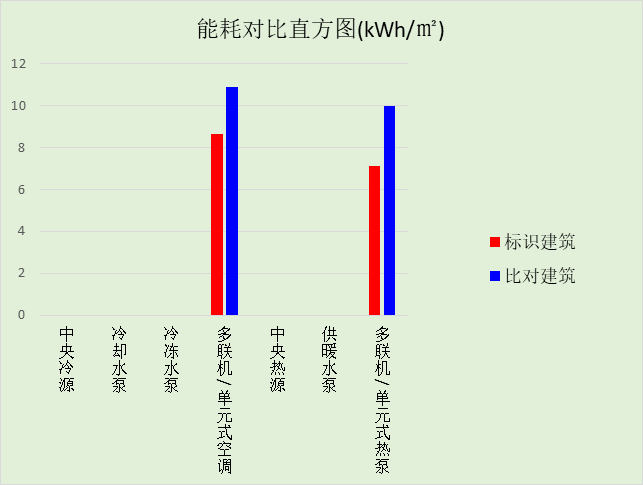 能耗对比直方图(kWh/㎡)
12
10
8
6
4
2
0
中央冷源
冷却水泵
冷冻水泵
多联机/单元式空调
中央热源
供暖水泵
多联机/单元式热泵
标识建筑
比对建筑